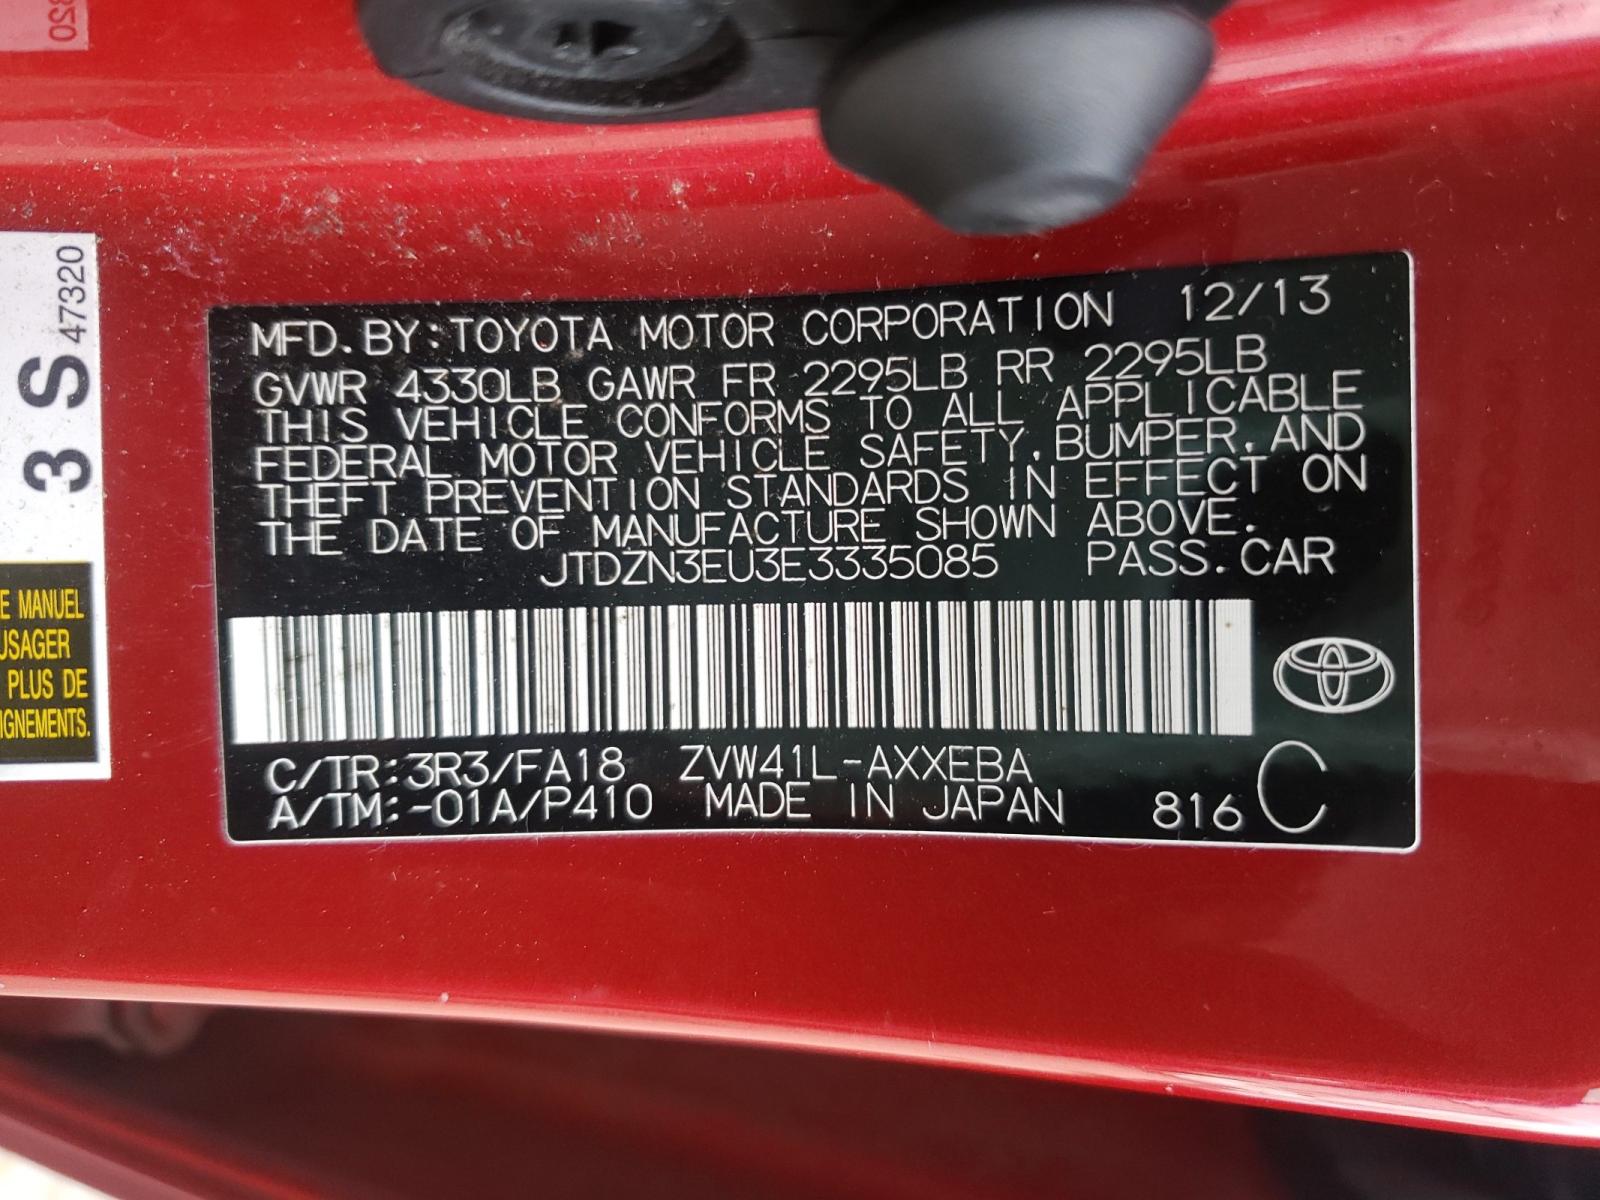 MFD. BY: TOYOTA MOTOR CORPORATION 12/13
GVWR 4330LB GAWR FR 2295LB RR 2295LB
THIS VEHICLE CONFORMS TO ALL APPLICABLE
FEDERAL MOTOR VEHICLE SAFETY, BUMPER, AND
THEFT PREVENTION STANDARDS IN EFFECT ON
THE DATE OF MANUFACTURE SHOWN ABOVE.
JTDZN3EU3E3335085 PASS. CAR
C/TR: 3R3/FA18 ZVW41L-AXXEBA
A/TM: -01A/P410 MADE IN JAPAN 816 C
3 S 47320
E MANUEL
USAGER
PLUS DE
IGNEMENTS.